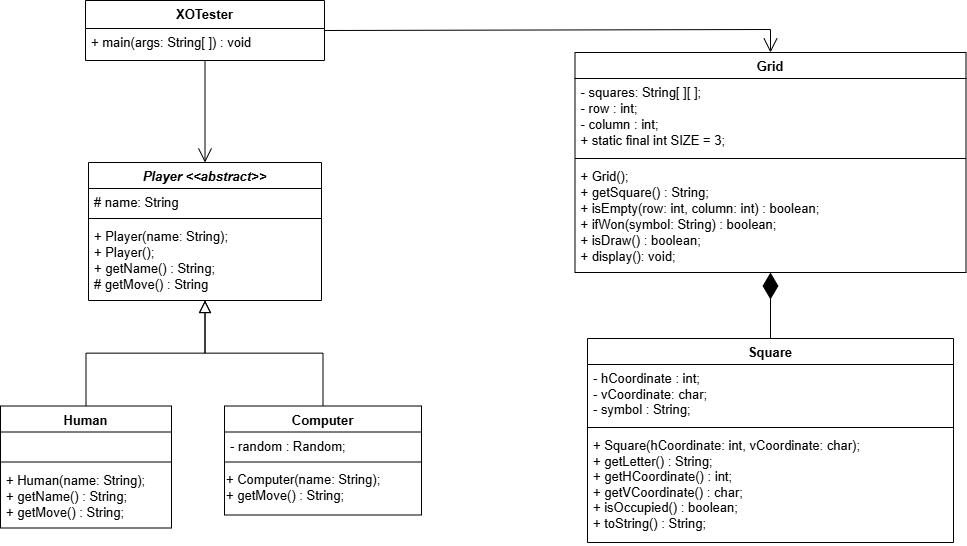 XOTester
+ main(args: String[ ]) : void
Grid
- squares: String[ ][ ];
- row : int;
- column : int;
+ static final int SIZE = 3;
+ Grid();
+ getSquare() : String;
+ isEmpty(row: int, column: int) : boolean;
+ ifWon(symbol: String) : boolean;
+ isDraw() : boolean;
+ display(): void;
Player <<abstract>>
# name: String
+ Player(name: String);
+ Player();
+ getName() : String;
# getMove() : String
Square
- hCoordinate : int;
- vCoordinate: char;
- symbol : String;
+ Square(hCoordinate: int, vCoordinate: char);
+ getLetter() : String;
+ getHCoordinate() : int;
+ getVCoordinate() : char;
+ isOccupied() : boolean;
+ toString() : String;
Human
+ Human(name: String);
+ getName() : String;
+ getMove() : String;
Computer
- random : Random;
+ Computer(name: String);
+ getMove() : String;